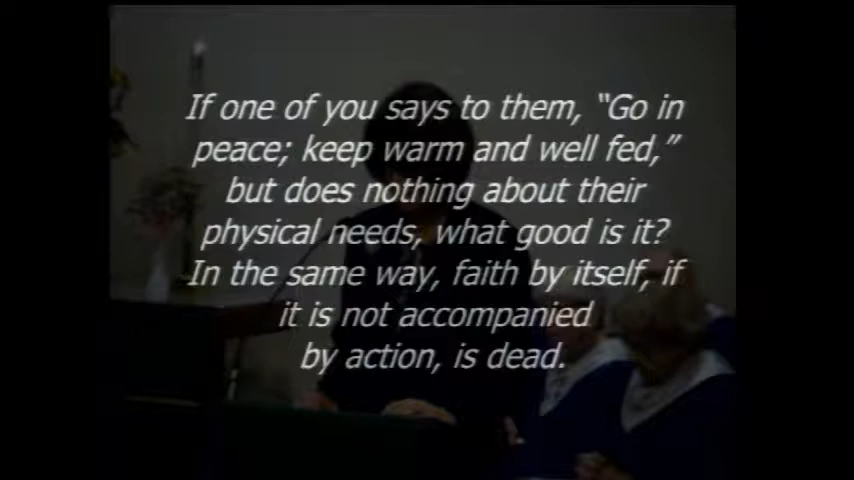 If one of you says to them, “Go in
peace; keep warm and well fed,”
but does nothing about their
physical needs, what good is it?
In the same way, faith by itself, if
it is not accompanied
by action, is dead.